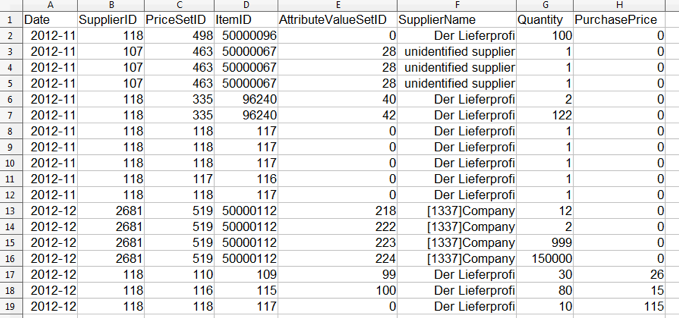 A B C D E F G H
1 Date SupplierID PriceSetID ItemID AttributeValueSetID SupplierName Quantity PurchasePrice
2 2012-11 118 498 50000096 0 Der Lieferprofi 100 0
3 2012-11 107 463 50000067 28 unidentified supplier 1 0
4 2012-11 107 463 50000067 28 unidentified supplier 1 0
5 2012-11 107 463 50000067 28 unidentified supplier 1 0
6 2012-11 118 335 96240 40 Der Lieferprofi 2 0
7 2012-11 118 335 96240 42 Der Lieferprofi 122 0
8 2012-11 118 118 117 0 Der Lieferprofi 1 0
9 2012-11 118 118 117 0 Der Lieferprofi 1 0
10 2012-11 118 118 117 0 Der Lieferprofi 1 0
11 2012-11 118 117 116 0 Der Lieferprofi 1 0
12 2012-11 118 118 117 0 Der Lieferprofi 1 0
13 2012-12 2681 519 50000112 218 [1337]Company 12 0
14 2012-12 2681 519 50000112 222 [1337]Company 2 0
15 2012-12 2681 519 50000112 223 [1337]Company 999 0
16 2012-12 2681 519 50000112 224 [1337]Company 150000 0
17 2012-12 118 110 109 99 Der Lieferprofi 30 26
18 2012-12 118 116 115 100 Der Lieferprofi 80 15
19 2012-12 118 118 117 0 Der Lieferprofi 10 115